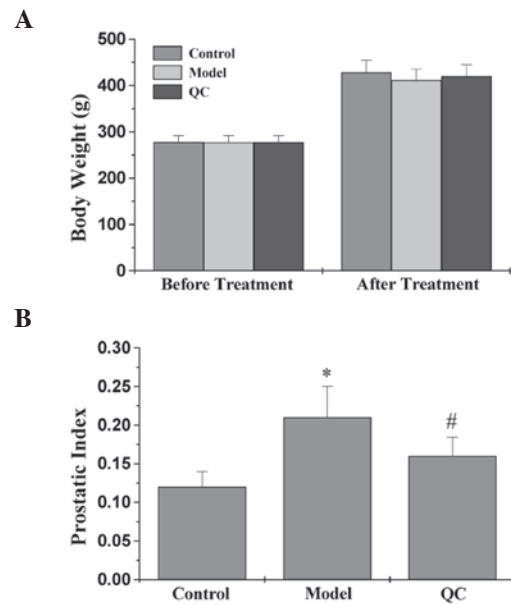 A
Body Weight (g)
500
400
300
200
100
0
Control
Model
QC
Before Treatment
After Treatment
B
Prostatic Index
0.30
0.25
0.20
0.15
0.10
0.05
0.00
*
#
Control
Model
QC